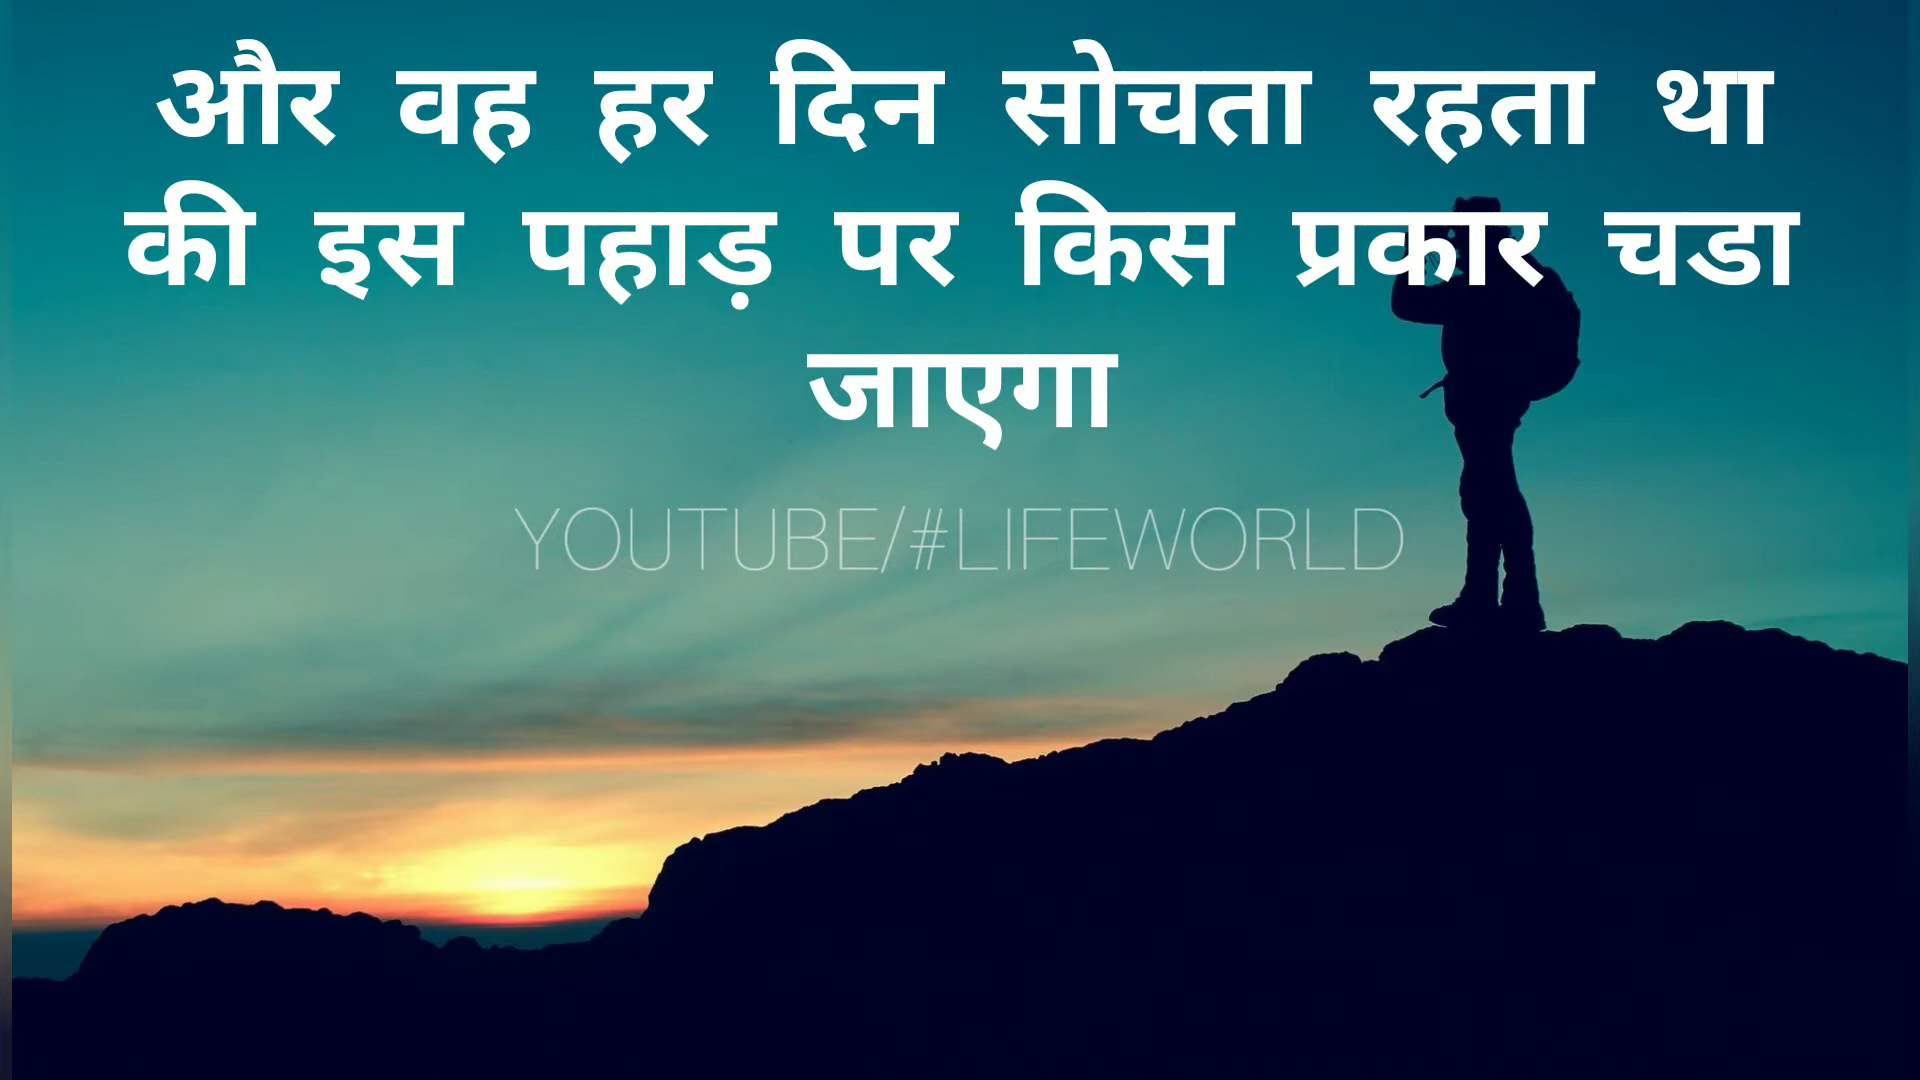 और वह हर दिन सोचता रहता था
की इस पहाड़ पर किस प्रकार चडा
जाएगा
YOUTUBE/#LIFEWORLD